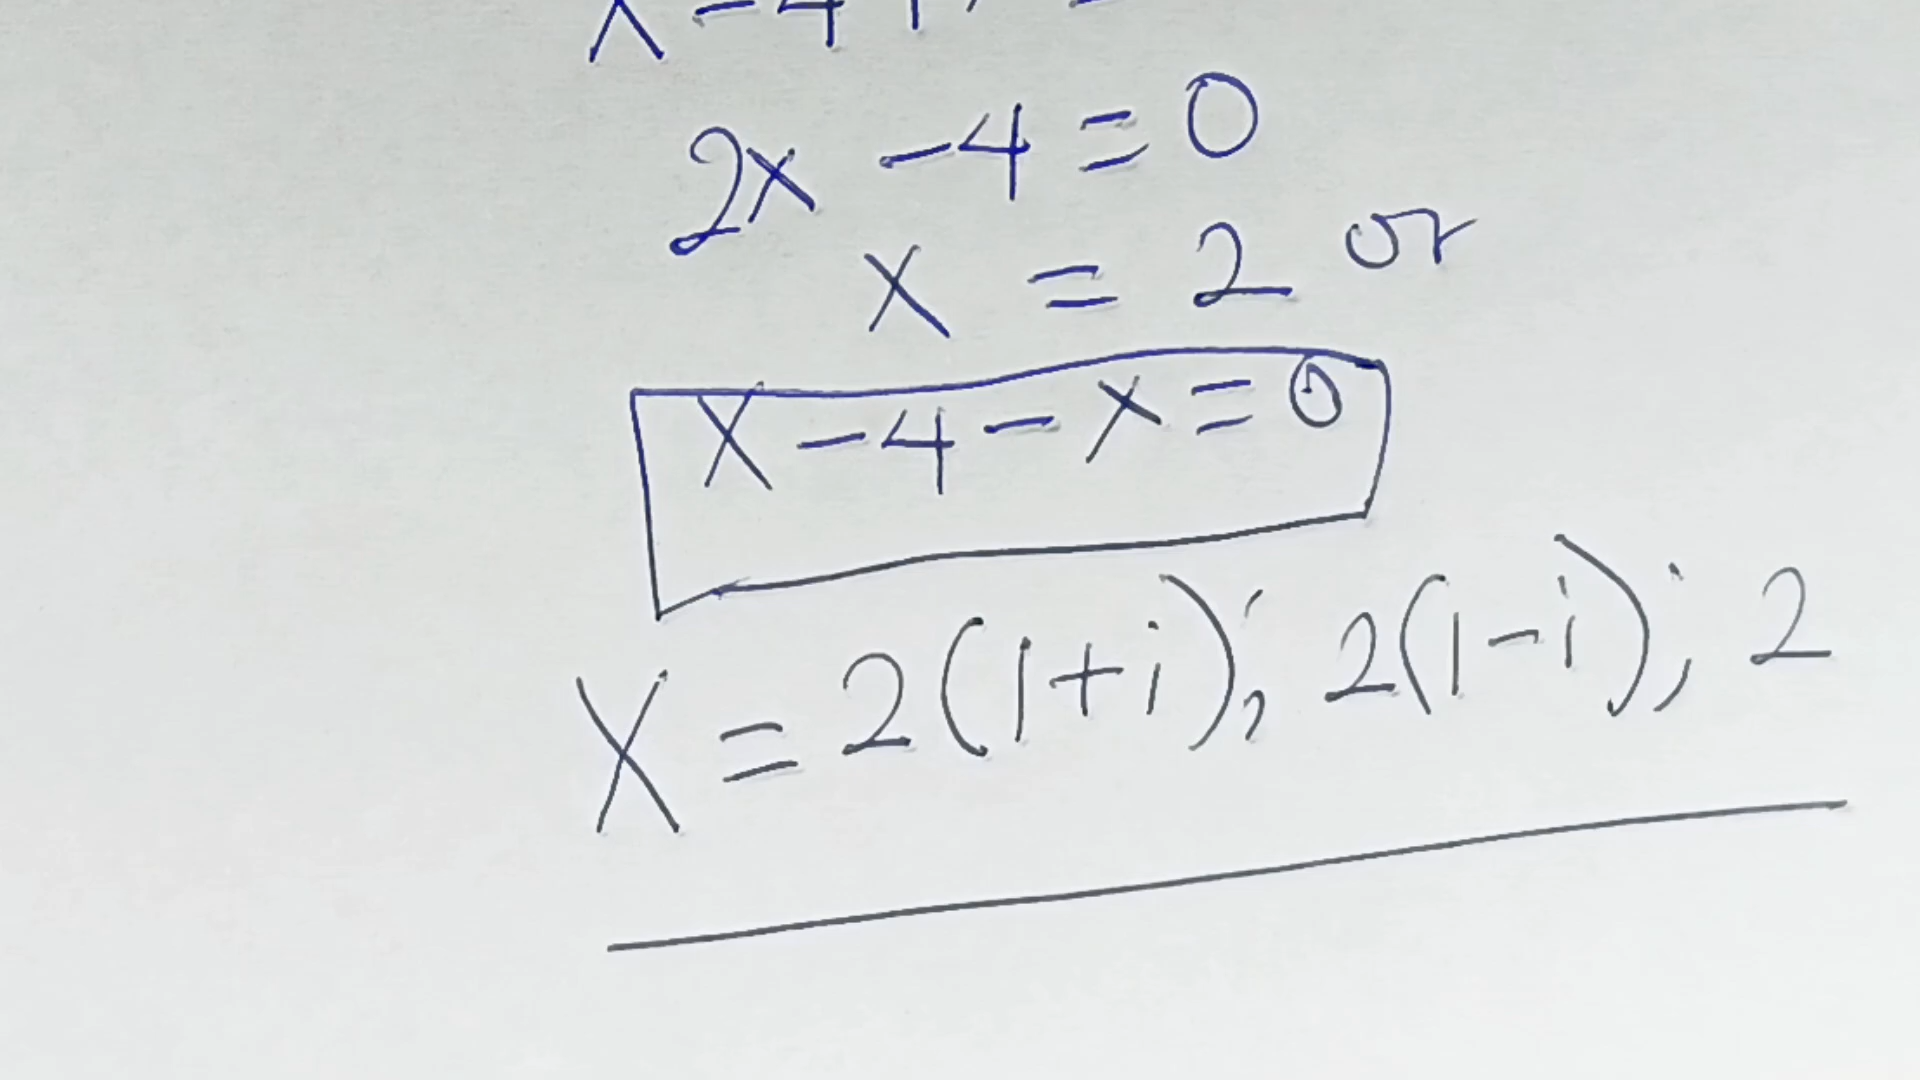 2x - 4 = 0
x = 2 or
x - 4 - x = 0
X = 2(1+i); 2(1-i); 2